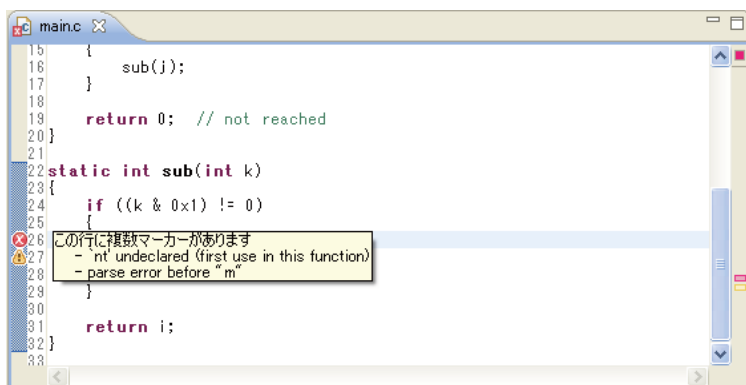 main.c
15 {
16 sub(j);
17 }
18
19 return 0; // not reached
20 }
21
22 static int sub(int k)
23 {
24 if ((k & 0x1) != 0)
25 {
26 この行に複数マーカーがあります
27 - `nt' undeclared (first use in this function)
28 - parse error before "m"
29 }
30
31 return i;
32 }
33